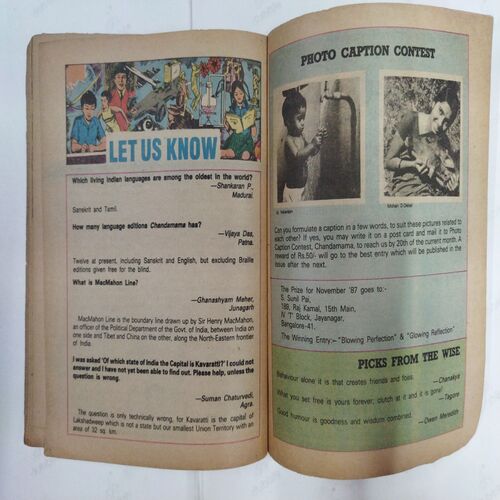 LET US KNOW
Which living Indian languages are among the oldest in the world?
—Shankaran P.,
Madurai.
Sanskrit and Tamil.
How many language editions Chandamama has?
—Vijaya Das,
Patna.
Twelve at present, including Sanskrit and English, but excluding Braille
editions given free for the blind.
What is MacMahon Line?
—Ghanashyam Meher,
Junagarh
MacMahon Line is the boundary line drawn up by Sir Henry MacMahon,
an officer of the Political Department of the Govt. of India, between India on
one side and Tibet and China on the other, along the North-Eastern frontier
of India.
I was asked 'Of which state of India the Capital is Kavaratti?' I could not
answer and I have not yet been able to find out. Please help, unless the
question is wrong.
—Suman Chaturvedi,
Agra.
The question is only technically wrong, for Kavaratti is the capital of
Lakshadweep which is not a state but our smallest Union Territory with an
area of 32 sq. km.
PHOTO CAPTION CONTEST
Can you formulate a caption in a few words, to suit these pictures related to
each other? If yes, you may write it on a post card and mail it to Photo
Caption Contest, Chandamama, to reach us by 20th of the current month. A
reward of Rs.50/- will go to the best entry which will be published in the
issue after the next.
The Prize for November '87 goes to:-
S. Sunil Pai,
189, Raj Kamal, 15th Main,
IV 'T' Block, Jayanagar,
Bangalore-41.
The Winning Entry:– "Blowing Perfection" & "Glowing Reflection"
PICKS FROM THE WISE
Behaviour alone it is that creates friends and foes.
—Chanakya
What you set free is yours forever; clutch at it and it is gone!
—Tagore
Good humour is goodness and wisdom combined.
—Owen Meredith